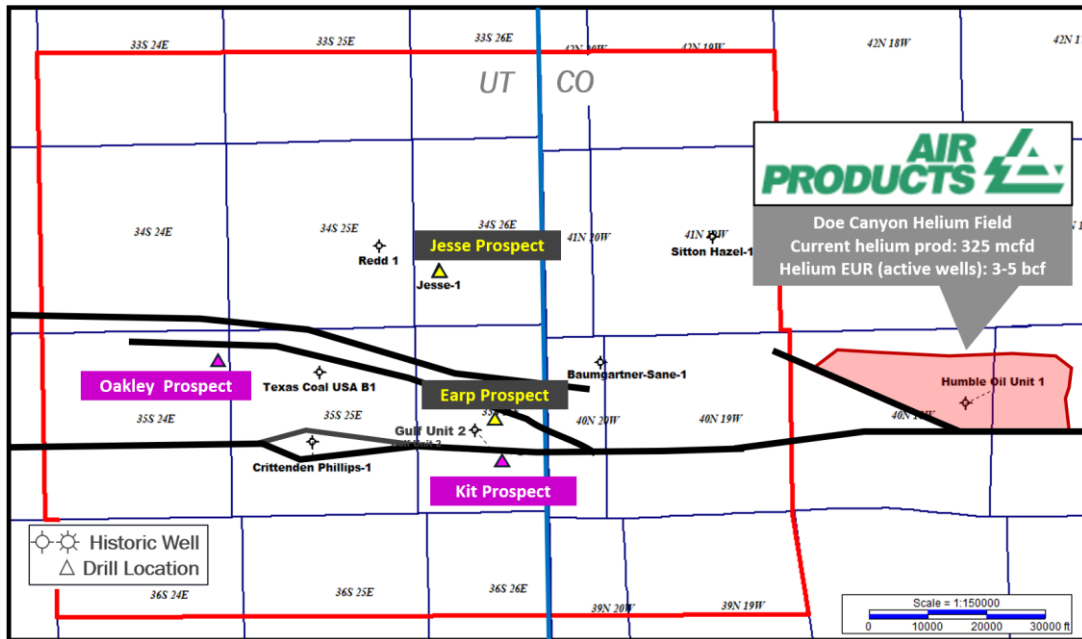 33S 24E
33S 25E
33S 26E
42N 20W
42N 19W
42N 18W
UT
CO
AIR
PRODUCTS
Doe Canyon Helium Field
Current helium prod: 325 mcfd
Helium EUR (active wells): 3-5 bcf
34S 24E
34S 25E
34S 26E
41N 20W
41N 19W
Redd 1
Jesse Prospect
Jesse-1
Sitton Hazel-1
Oakley Prospect
Texas Coal USA B1
Baumgartner-Sane-1
Humble Oil Unit 1
Earp Prospect
35S 24E
35S 25E
40N 20W
40N 19W
Gulf Unit 2
Crittenden Phillips-1
Kit Prospect
Historic Well
Drill Location
36S 24E
36S 25E
36S 26E
39N 20W
39N 19W
Scale = 1:150000
0 10000 20000 30000 ft